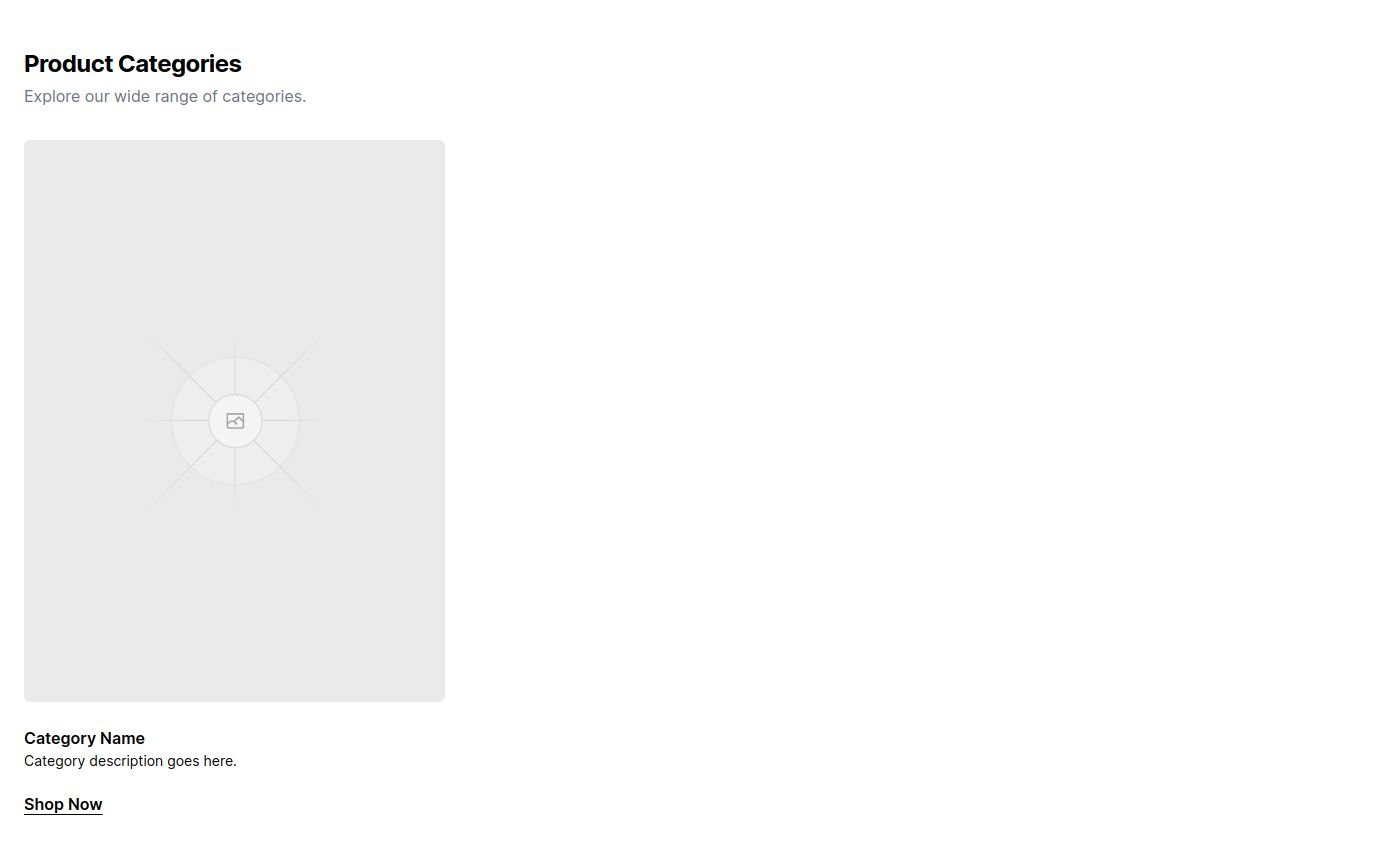 Product Categories
Explore our wide range of categories.
Category Name
Category description goes here.
Shop Now